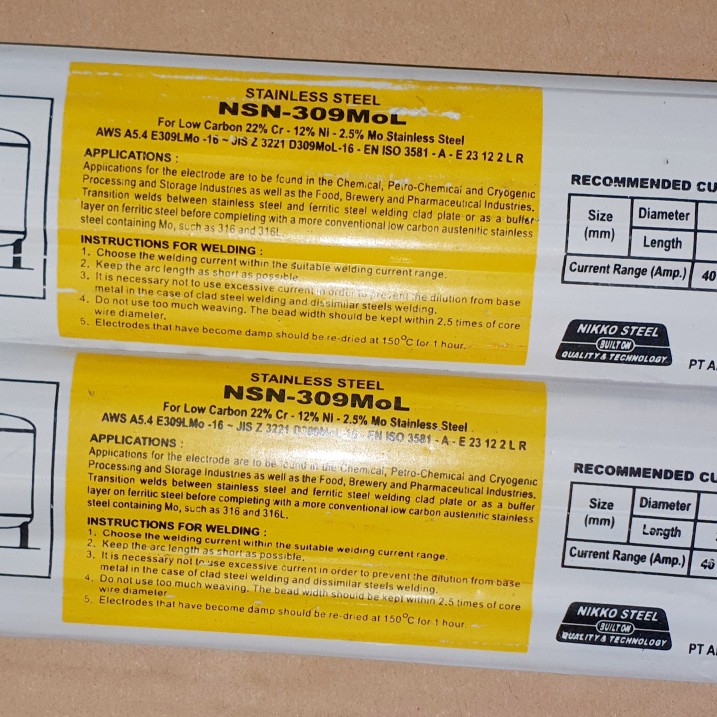 STAINLESS STEEL
NSN-309MoL
For Low Carbon 22% Cr - 12% Ni - 2.5% Mo Stainless Steel
AWS A5.4 E309LMo -16 ~ JIS Z 3221 D309MoL-16 - EN ISO 3581 - A - E 23 12 2 L R
APPLICATIONS :
Applications for the electrode are to be found in the Chemical, Petro-Chemical and Cryogenic
Processing and Storage Industries as well as the Food, Brewery and Pharmaceutical Industries.
Transition welds between stainless steel and ferritic steel welding clad plate or as a buffer
layer on ferritic steel before completing with a more conventional low carbon austenitic stainless
steel containing Mo, such as 316 and 316L.
INSTRUCTIONS FOR WELDING :
1. Choose the welding current within the suitable welding current range.
2. Keep the arc length as short as possible.
3. It is necessary not to use excessive current in order to prevent the dilution from base
metal in the case of clad steel welding and dissimilar steels welding.
4. Do not use too much weaving. The bead width should be kept within 2.5 times of core
wire diameter.
5. Electrodes that have become damp should be re-dried at 150°C for 1 hour.
RECOMMENDED CU
Size
(mm)
Diameter
Length
Current Range (Amp.) 40
NIKKO STEEL
BUILT ON
QUALITY & TECHNOLOGY
PT A
STAINLESS STEEL
NSN-309MoL
For Low Carbon 22% Cr - 12% Ni - 2.5% Mo Stainless Steel
AWS A5.4 E309LMo -16 ~ JIS Z 3221 - EN ISO 3581 - A - E 23 12 2 L R
APPLICATIONS :
Applications for the electrode are to be found in the Chemical, Petro-Chemical and Cryogenic
Processing and Storage Industries as well as the Food, Brewery and Pharmaceutical Industries.
Transition welds between stainless steel and ferritic steel welding clad plate or as a buffer
layer on ferritic steel before completing with a more conventional low carbon austenitic stainless
steel containing Mo, such as 316 and 316L.
INSTRUCTIONS FOR WELDING :
1. Choose the welding current within the suitable welding current range.
2. Keep the arc length as short as possible.
3. It is necessary not to use excessive current in order to prevent the dilution from base
metal in the case of clad steel welding and dissimilar steels welding.
4. Do not use too much weaving. The bead width should be kept within 2.5 times of core
wire diameter
5. Electrodes that have become damp should be re-dried at 150°C for 1 hour.
RECOMMENDED CU
Size
(mm)
Diameter
Length
Current Range (Amp.) 40
NIKKO STEEL
BUILT ON
QUALITY & TECHNOLOGY
PT A